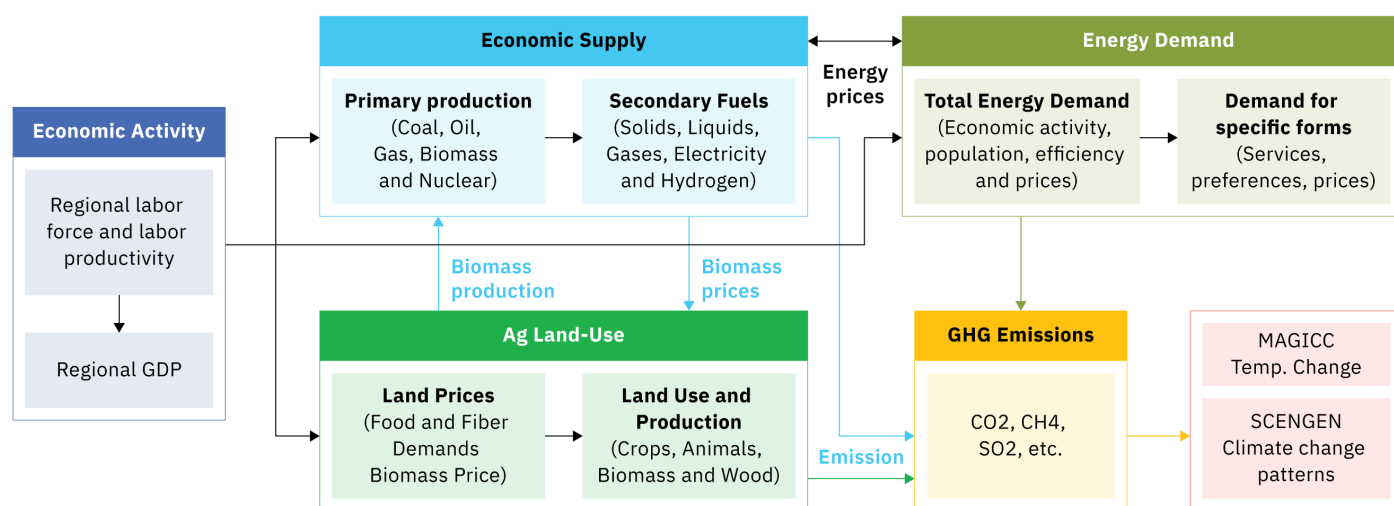 Economic Activity
Regional labor
force and labor
productivity
Regional GDP
Economic Supply
Primary production
(Coal, Oil,
Gas, Biomass
and Nuclear)
Secondary Fuels
(Solids, Liquids,
Gases, Electricity
and Hydrogen)
Energy
prices
Energy Demand
Total Energy Demand
(Economic activity,
population, efficiency
and prices)
Demand for
specific forms
(Services,
preferences, prices)
Biomass
production
Biomass
prices
Ag Land-Use
Land Prices
(Food and Fiber
Demands
Biomass Price)
Land Use and
Production
(Crops, Animals,
Biomass and Wood)
Emission
GHG Emissions
CO2, CH4,
SO2, etc.
MAGICC
Temp. Change
SCENGEN
Climate change
patterns